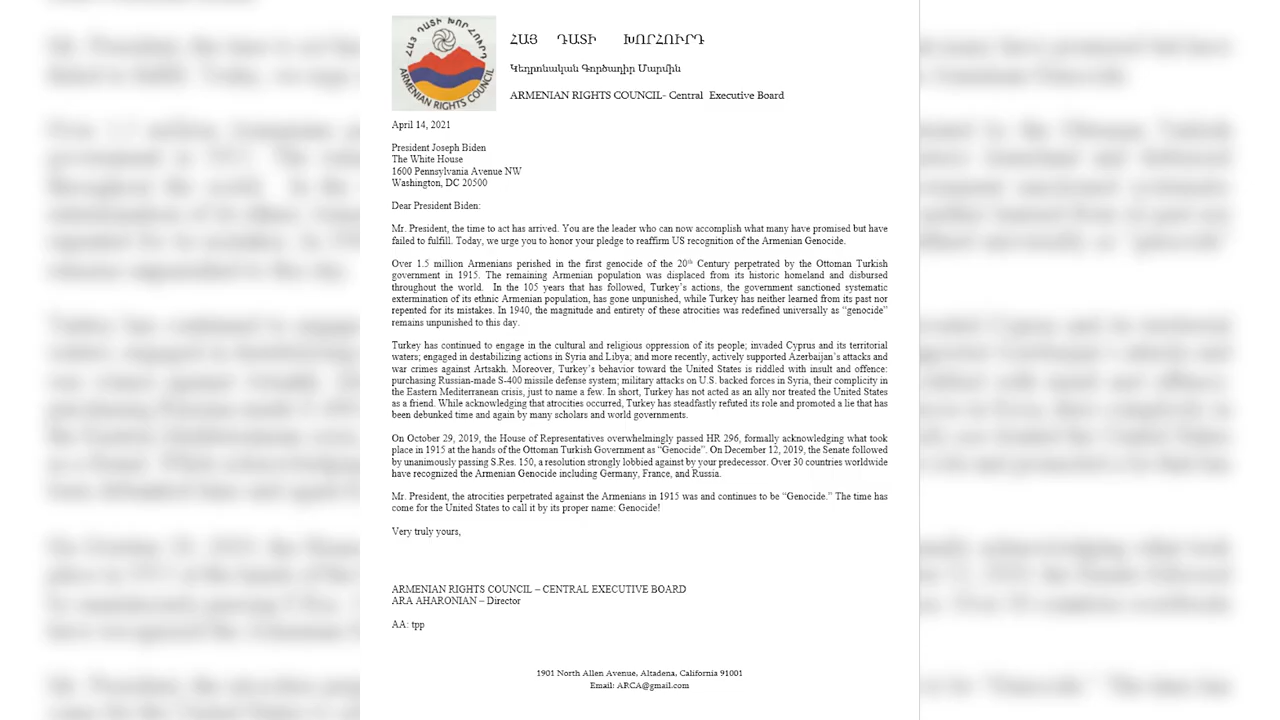 ՀԱՅ ԴԱՏԻ ԽՈՐՀՈՒՐԴ
ARMENIAN RIGHTS COUNCIL
ՀԱՅ ԴԱՏԻ ԽՈՐՀՈՒՐԴ
Կեդրոնական Գործադիր Մարմին
ARMENIAN RIGHTS COUNCIL- Central Executive Board
April 14, 2021
President Joseph Biden
The White House
1600 Pennsylvania Avenue NW
Washington, DC 20500
Dear President Biden:
Mr. President, the time to act has arrived. You are the leader who can now accomplish what many have promised but have
failed to fulfill. Today, we urge you to honor your pledge to reaffirm US recognition of the Armenian Genocide.
Over 1.5 million Armenians perished in the first genocide of the 20th Century perpetrated by the Ottoman Turkish
government in 1915. The remaining Armenian population was displaced from its historic homeland and disbursed
throughout the world. In the 105 years that has followed, Turkey's actions, the government sanctioned systematic
extermination of its ethnic Armenian population, has gone unpunished, while Turkey has neither learned from its past nor
repented for its mistakes. In 1940, the magnitude and entirety of these atrocities was redefined universally as “genocide”
remains unpunished to this day.
Turkey has continued to engage in the cultural and religious oppression of its people; invaded Cyprus and its territorial
waters; engaged in destabilizing actions in Syria and Libya; and more recently, actively supported Azerbaijan's attacks and
war crimes against Artsakh. Moreover, Turkey's behavior toward the United States is riddled with insult and offence:
purchasing Russian-made S-400 missile defense system; military attacks on U.S. backed forces in Syria, their complicity in
the Eastern Mediterranean crisis, just to name a few. In short, Turkey has not acted as an ally nor treated the United States
as a friend. While acknowledging that atrocities occurred, Turkey has steadfastly refuted its role and promoted a lie that has
been debunked time and again by many scholars and world governments.
On October 29, 2019, the House of Representatives overwhelmingly passed HR 296, formally acknowledging what took
place in 1915 at the hands of the Ottoman Turkish Government as “Genocide”. On December 12, 2019, the Senate followed
by unanimously passing S.Res. 150, a resolution strongly lobbied against by your predecessor. Over 30 countries worldwide
have recognized the Armenian Genocide including Germany, France, and Russia.
Mr. President, the atrocities perpetrated against the Armenians in 1915 was and continues to be “Genocide.” The time has
come for the United States to call it by its proper name: Genocide!
Very truly yours,
ARMENIAN RIGHTS COUNCIL – CENTRAL EXECUTIVE BOARD
ARA AHARONIAN – Director
AA: tpp
1901 North Allen Avenue, Altadena, California 91001
Email: ARCA@gmail.com